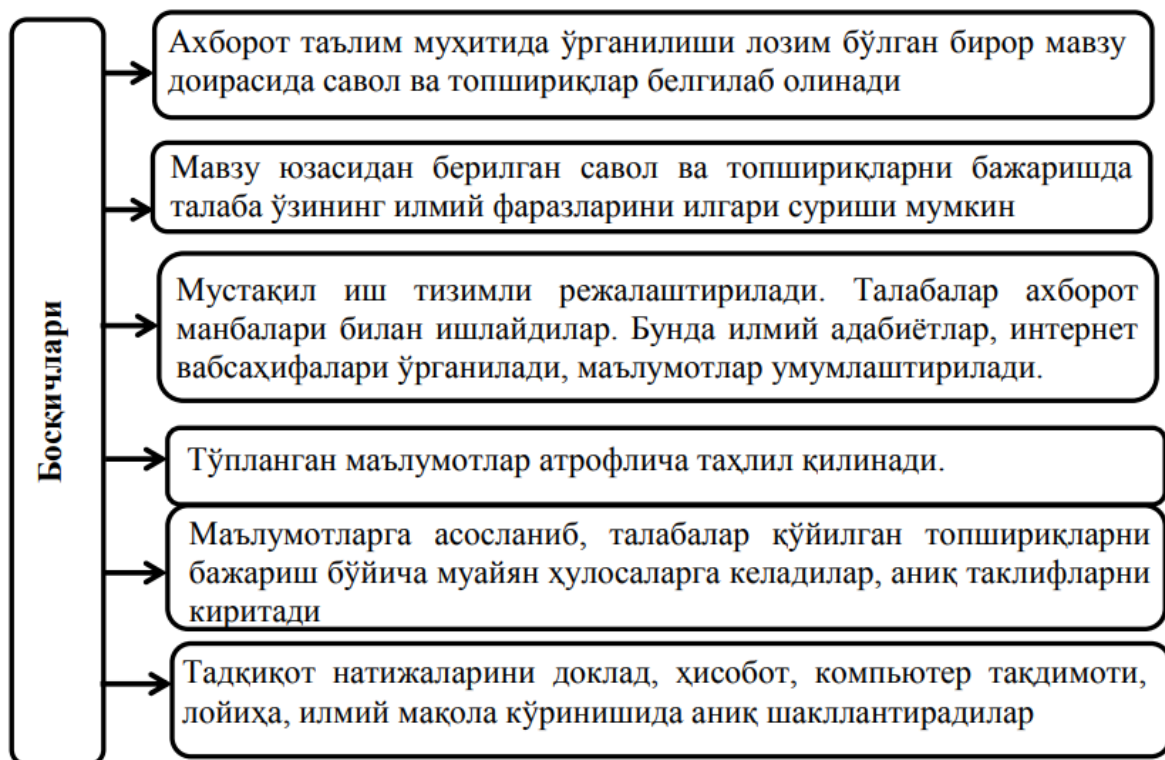 Босқичлари
Ахборот таълим муҳитида ўрганилиши лозим бўлган бирор мавзу
доирасида савол ва топшириқлар белгилаб олинади
Мавзу юзасидан берилган савол ва топшириқларни бажаришда
талаба ўзининг илмий фаразларини илгари суриши мумкин
Мустақил иш тизимли режалаштирилади. Талабалар ахборот
манбалари билан ишлайдилар. Бунда илмий адабиётлар, интернет
вабсаҳифалари ўрганилади, маълумотлар умумлаштирилади.
Тўпланган маълумотлар атрофлича таҳлил қилинади.
Маълумотларга асосланиб, талабалар қўйилган топшириқларни
бажариш бўйича муайян ҳулосаларга келадилар, аниқ таклифларни
киритади
Тадқиқот натижаларини доклад, ҳисобот, компьютер тақдимоти,
лойиҳа, илмий мақола кўринишида аниқ шакллантирадилар